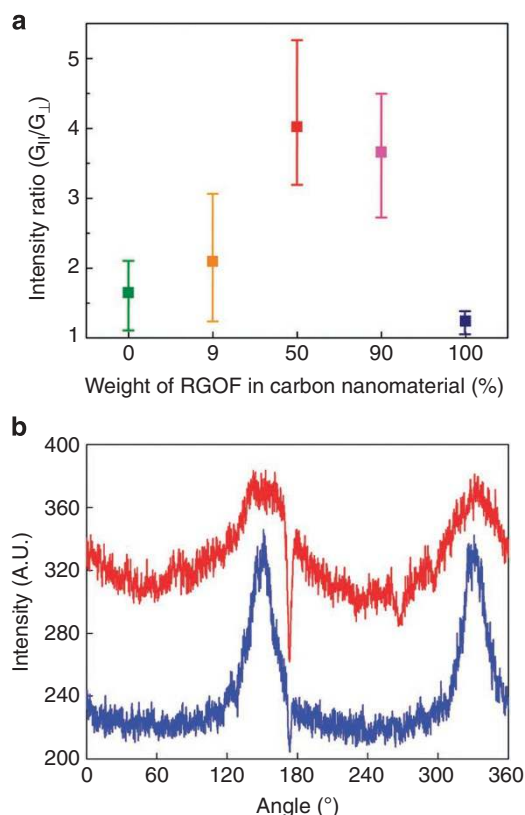 a
5
4
3
2
1
Intensity ratio (G||/G⊥)
0 9 50 90 100
Weight of RGOF in carbon nanomaterial (%)
b
400
360
320
280
240
200
Intensity (A.U.)
0 60 120 180 240 300 360
Angle (°)